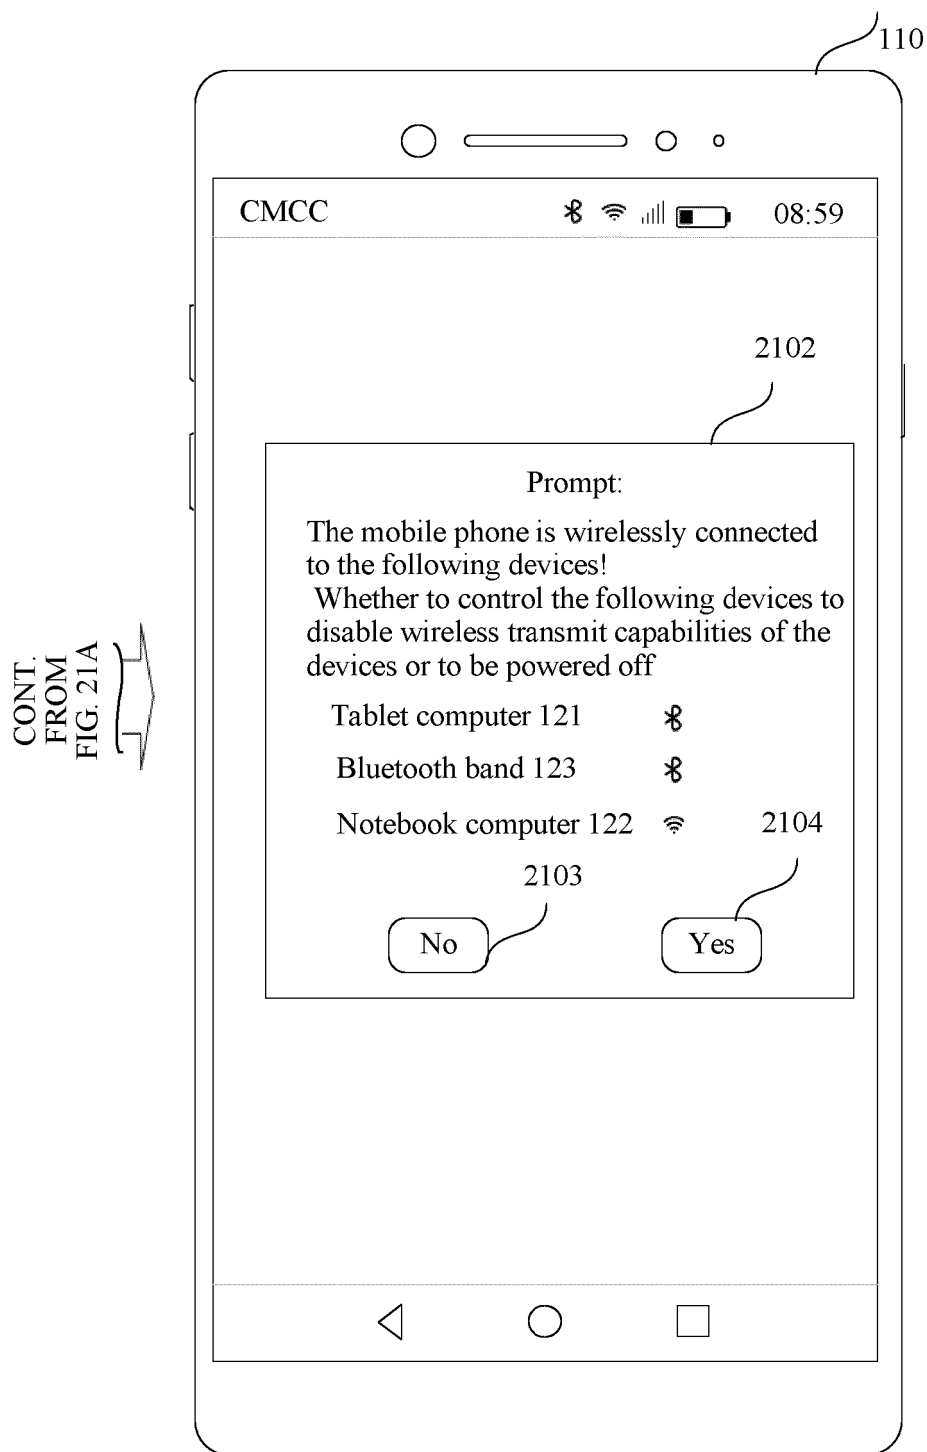 110
CMCC 08:59
2102
Prompt:
The mobile phone is wirelessly connected
to the following devices!
Whether to control the following devices to
disable wireless transmit capabilities of the
devices or to be powered off
Tablet computer 121
Bluetooth band 123
Notebook computer 122
2104
2103
No
Yes
CONT.
FROM
FIG. 21A